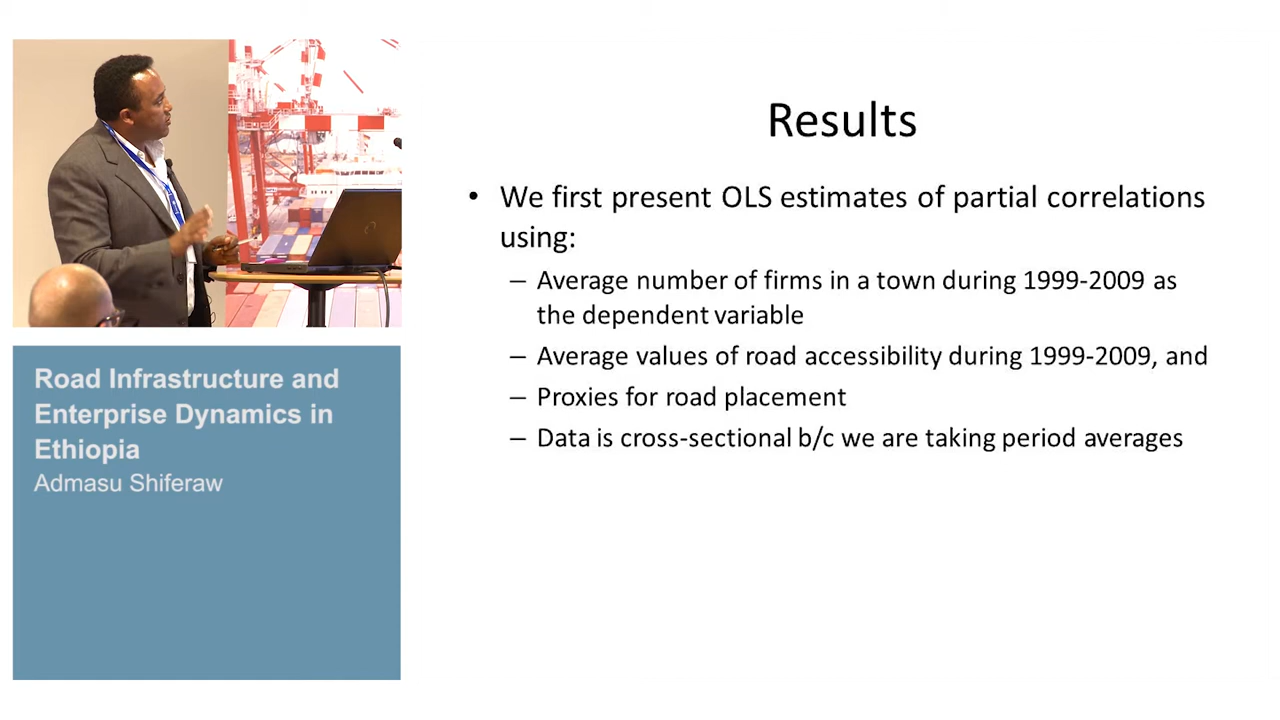 Results
• We first present OLS estimates of partial correlations
using:
– Average number of firms in a town during 1999-2009 as
the dependent variable
– Average values of road accessibility during 1999-2009, and
– Proxies for road placement
– Data is cross-sectional b/c we are taking period averages
Road Infrastructure and
Enterprise Dynamics in
Ethiopia
Admasu Shiferaw